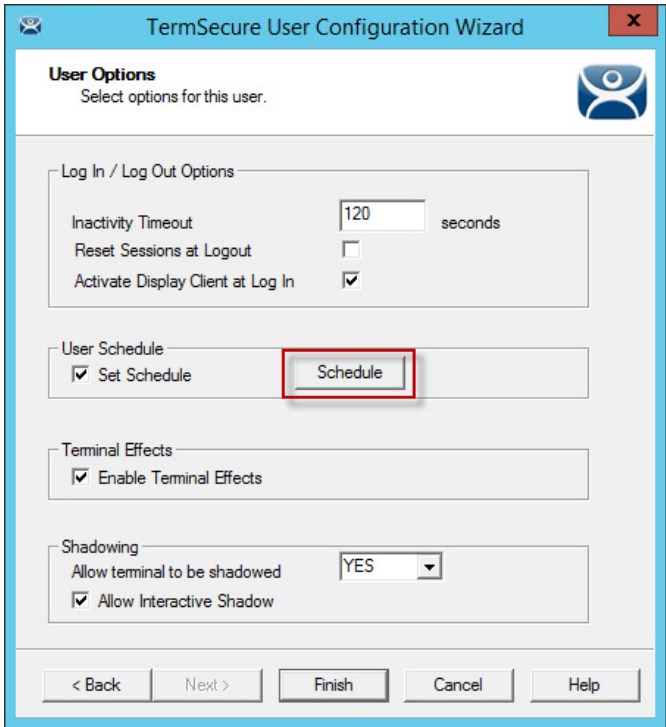 TermSecure User Configuration Wizard
x
User Options
Select options for this user.
Log In / Log Out Options
Inactivity Timeout 120 seconds
Reset Sessions at Logout
Activate Display Client at Log In
User Schedule
Set Schedule Schedule
Terminal Effects
Enable Terminal Effects
Shadowing
Allow terminal to be shadowed YES
Allow Interactive Shadow
< Back Next > Finish Cancel Help